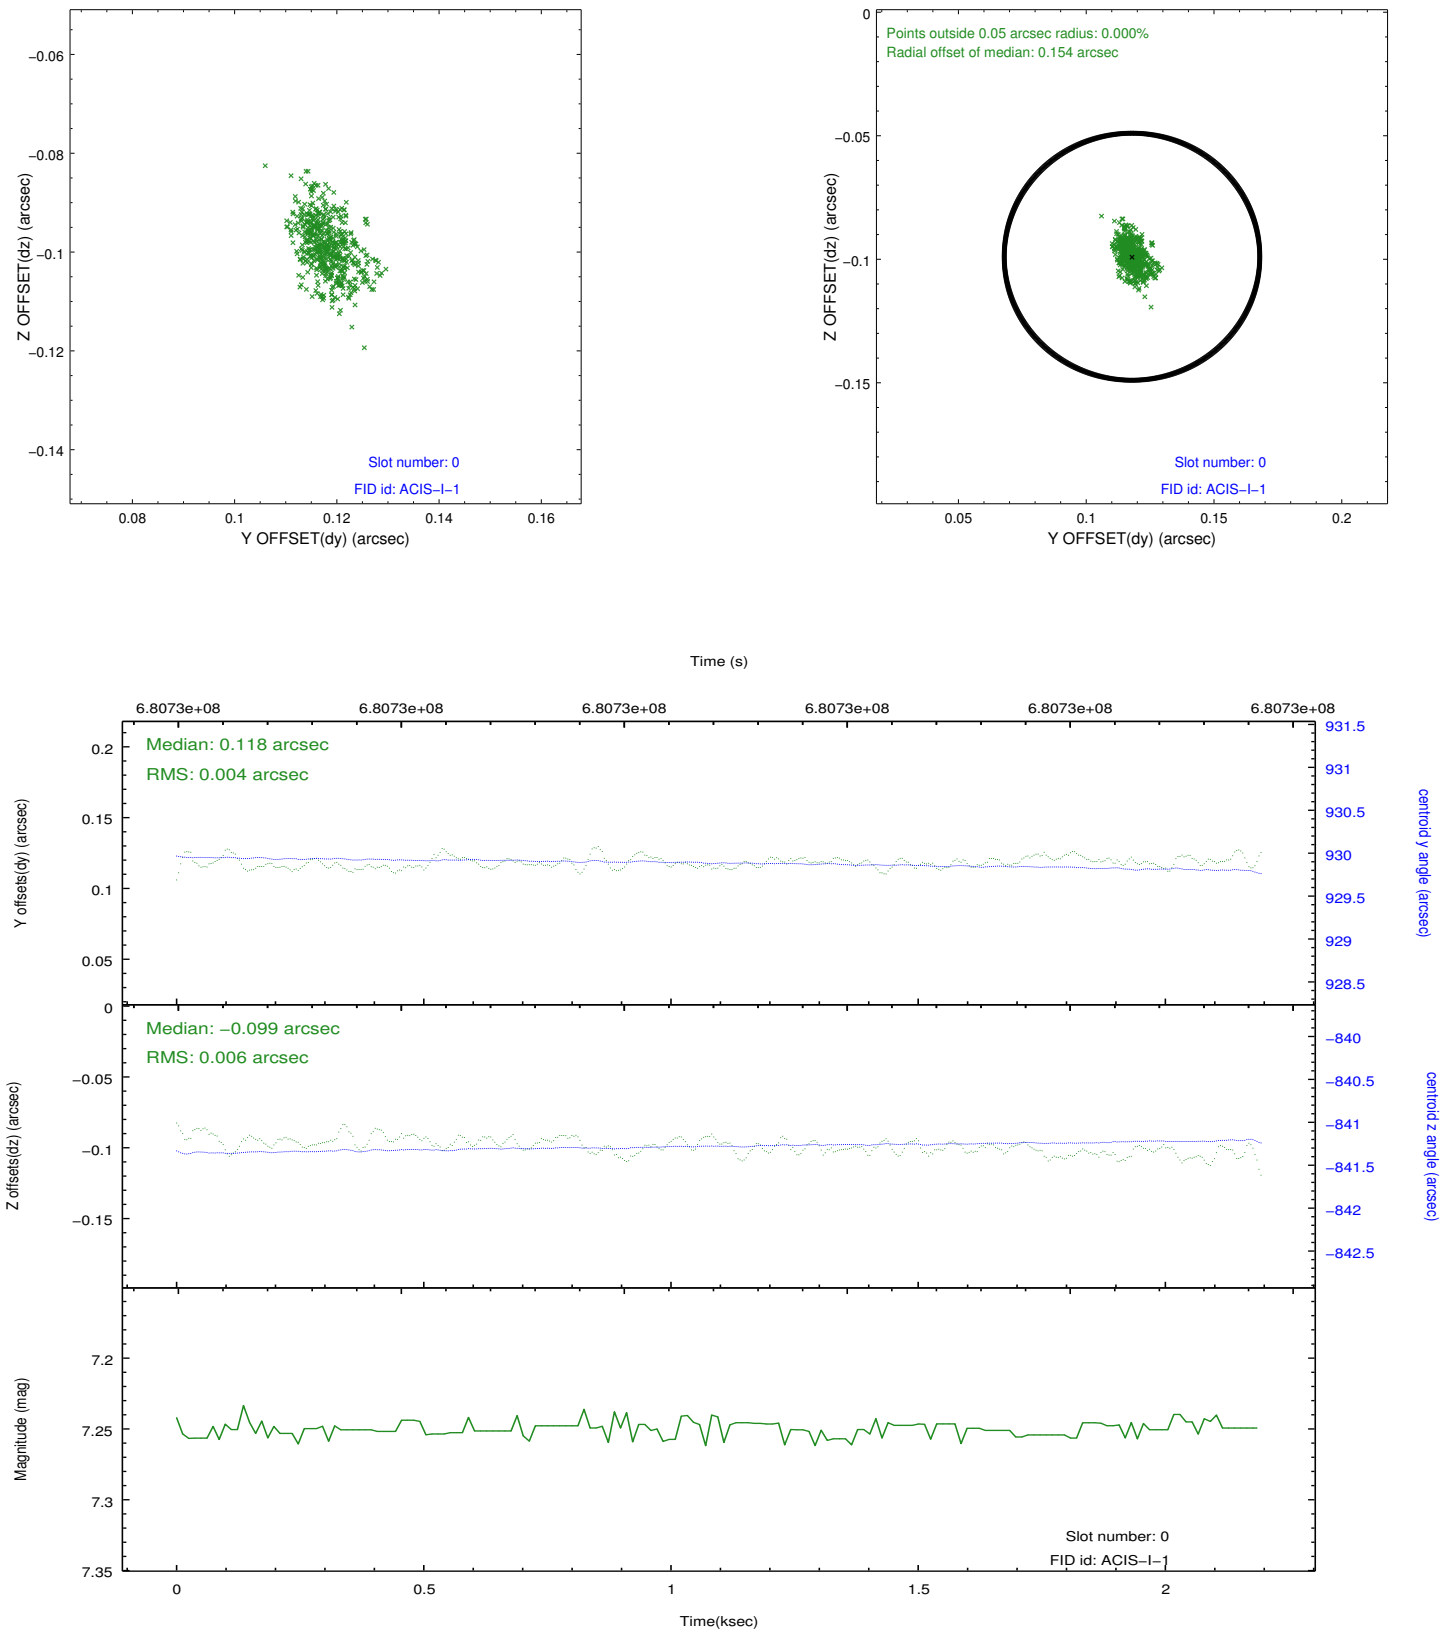 −0.06
−0.08
−0.1
−0.12
−0.14
Z OFFSET(dz) (arcsec)
0.08
0.1
0.12
0.14
0.16
Y OFFSET(dy) (arcsec)
Slot number: 0
FID id: ACIS−I−1
Points outside 0.05 arcsec radius: 0.000%
Radial offset of median: 0.154 arcsec
0
−0.05
−0.1
−0.15
Z OFFSET(dz) (arcsec)
0.05
0.1
0.15
0.2
Y OFFSET(dy) (arcsec)
Slot number: 0
FID id: ACIS−I−1
Time (s)
6.8073e+08
6.8073e+08
6.8073e+08
6.8073e+08
6.8073e+08
6.8073e+08
Median: 0.118 arcsec
RMS: 0.004 arcsec
0.2
0.15
0.1
0.05
Y offsets(dy) (arcsec)
931.5
931
930.5
930
929.5
929
928.5
centroid y angle (arcsec)
Median: −0.099 arcsec
RMS: 0.006 arcsec
0
−0.05
−0.1
−0.15
Z offsets(dz) (arcsec)
−840
−840.5
−841
−841.5
−842
−842.5
centroid z angle (arcsec)
7.2
7.25
7.3
7.35
Magnitude (mag)
Slot number: 0
FID id: ACIS−I−1
0
0.5
1
1.5
2
Time(ksec)